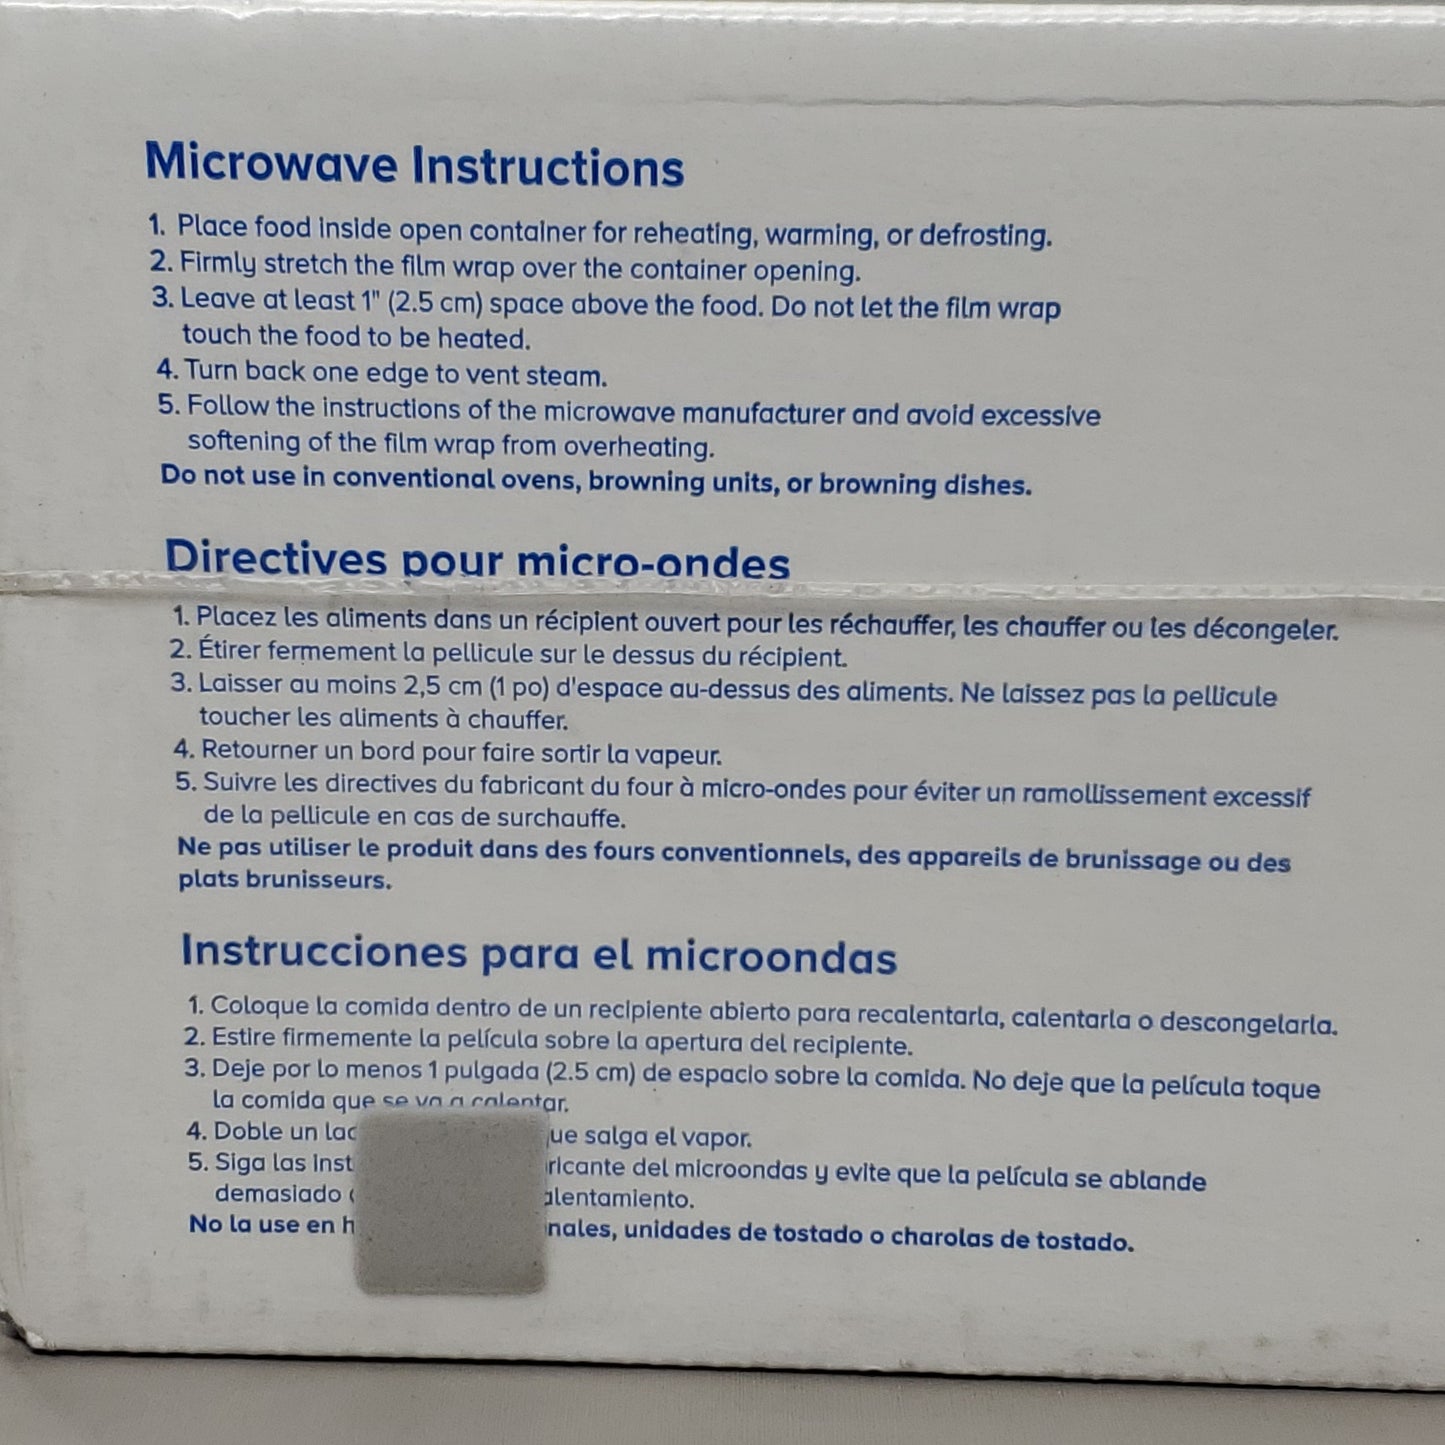 Microwave Instructions
1. Place food inside open container for reheating, warming, or defrosting.
2. Firmly stretch the film wrap over the container opening.
3. Leave at least 1" (2.5 cm) space above the food. Do not let the film wrap
touch the food to be heated.
4. Turn back one edge to vent steam.
5. Follow the instructions of the microwave manufacturer and avoid excessive
softening of the film wrap from overheating.
Do not use in conventional ovens, browning units, or browning dishes.
Directives pour micro-ondes
1. Placez les aliments dans un récipient ouvert pour les réchauffer, les chauffer ou les décongeler.
2. Étirer fermement la pellicule sur le dessus du récipient.
3. Laisser au moins 2,5 cm (1 po) d'espace au-dessus des aliments. Ne laissez pas la pellicule
toucher les aliments à chauffer.
4. Retourner un bord pour faire sortir la vapeur.
5. Suivre les directives du fabricant du four à micro-ondes pour éviter un ramollissement excessif
de la pellicule en cas de surchauffe.
Ne pas utiliser le produit dans des fours conventionnels, des appareils de brunissage ou des
plats brunisseurs.
Instrucciones para el microondas
1. Coloque la comida dentro de un recipiente abierto para recalentarla, calentarla o descongelarla.
2. Estire firmemente la película sobre la apertura del recipiente.
3. Deje por lo menos 1 pulgada (2.5 cm) de espacio sobre la comida. No deje que la película toque
la comida que se va a calentar.
4. Doble un salga el vapor.
5. Siga las del microondas y evite que la película se ablande
demasiado
No la use en unidades de tostado o charolas de tostado.